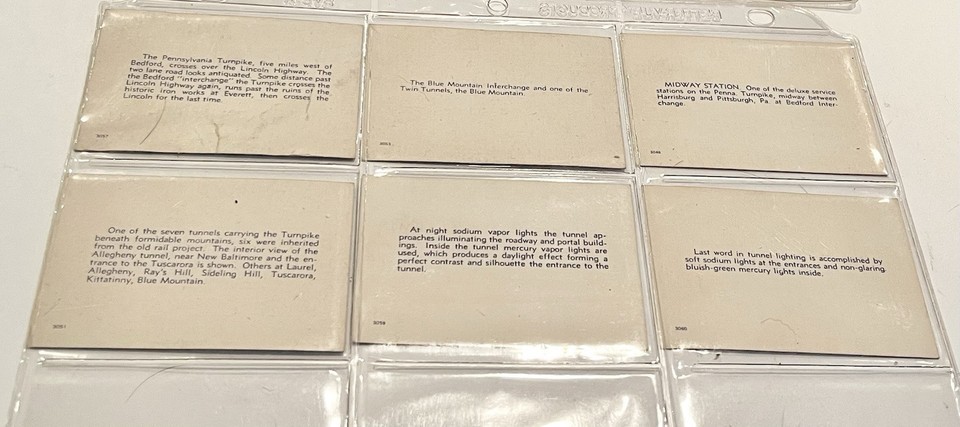 The Pennsylvania Turnpike, five miles west of
Bedford, crosses over the Lincoln Highway. The
two lane road looks antiquated. Some distance past
the Bedford "interchange" the Turnpike crosses the
Lincoln Highway again, runs past the ruins of the
historic iron works at Everett, then crosses the
Lincoln for the last time.
The Blue Mountain Interchange and one of the
Twin Tunnels, the Blue Mountain.
MIDWAY STATION. One of the deluxe service
stations on the Penna. Turnpike, midway between
Harrisburg and Pittsburgh, Pa. at Bedford Inter-
change.
One of the seven tunnels carrying the Turnpike
beneath formidable mountains, six were inherited
from the old rail project. The interior view of the
Allegheny tunnel, near New Baltimore and the en-
trance to the Tuscarora is shown. Others at Laurel,
Allegheny, Ray's Hill, Sideling Hill, Tuscarora,
Kittatinny, Blue Mountain.
At night sodium vapor lights the tunnel ap-
proaches illuminating the roadway and portal build-
ings. Inside the tunnel mercury vapor lights are
used, which produces a daylight effect forming a
perfect contrast and silhouette the entrance to the
tunnel.
Last word in tunnel lighting is accomplished by
soft sodium lights at the entrances and non-glaring
bluish-green mercury lights inside.